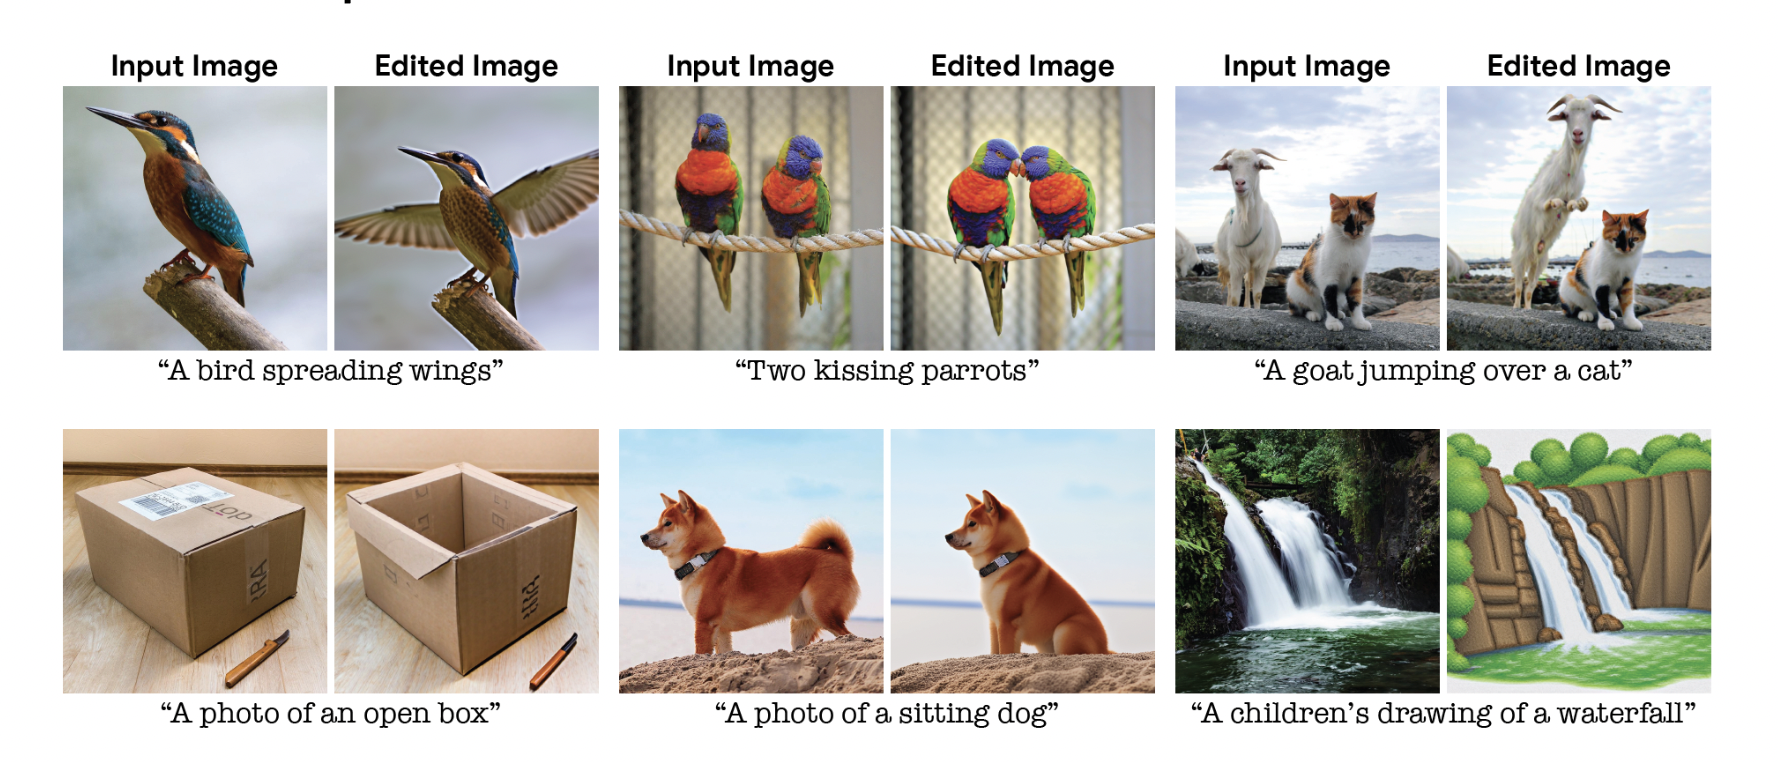 Input Image Edited Image Input Image Edited Image Input Image Edited Image
“A bird spreading wings” “Two kissing parrots” “A goat jumping over a cat”
“A photo of an open box” “A photo of a sitting dog” “A children’s drawing of a waterfall”